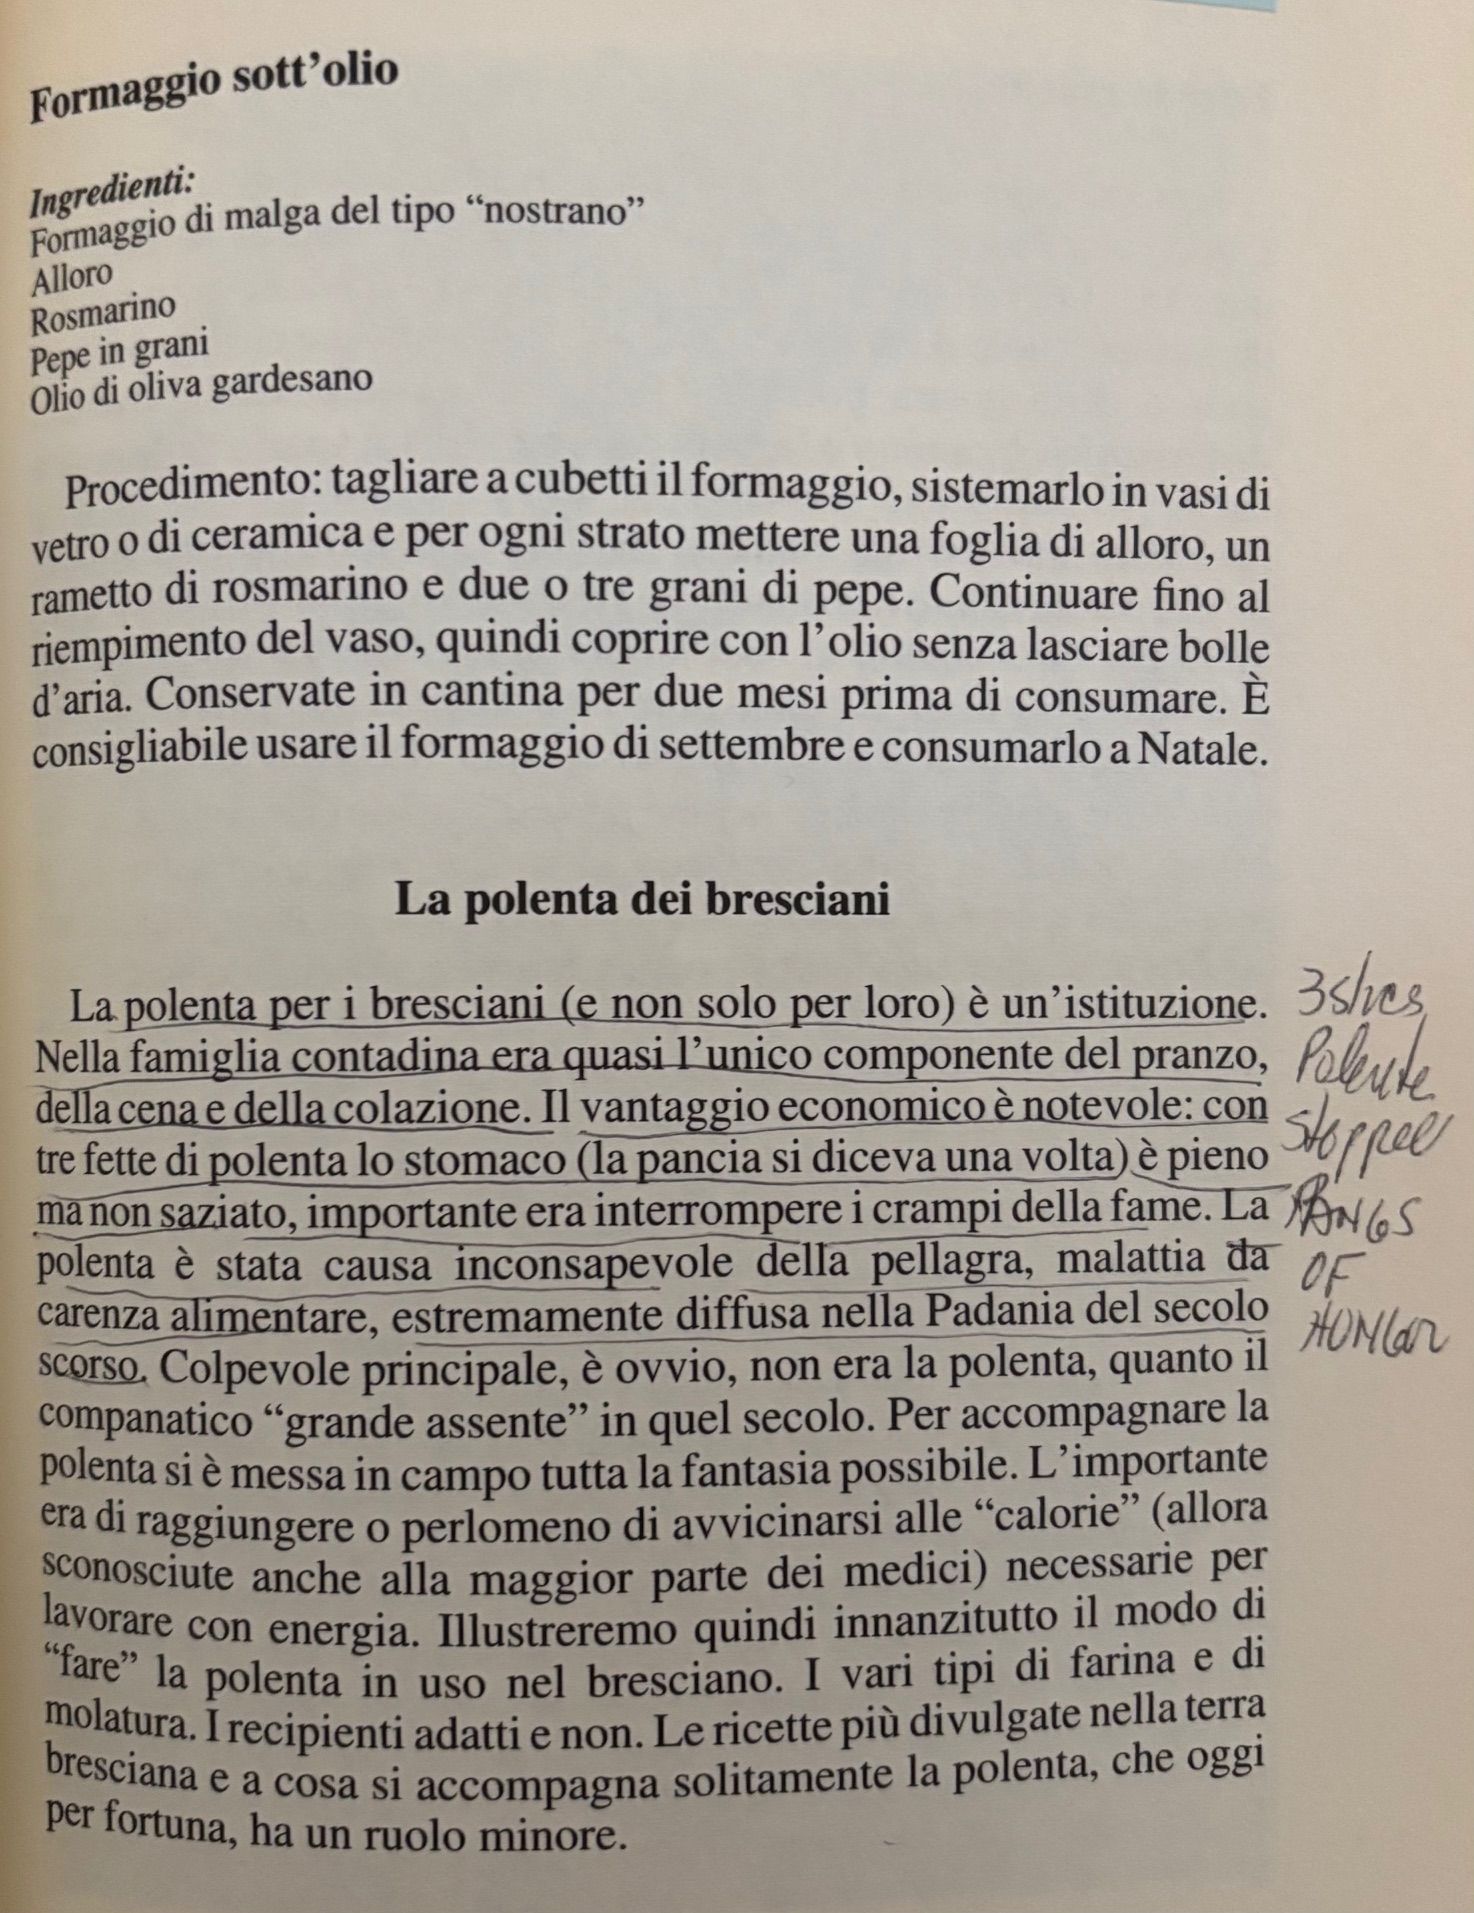 Formaggio sott’olio
Ingredienti:
Formaggio di malga del tipo “nostrano”
Alloro
Rosmarino
Pepe in grani
Olio di oliva gardesano
Procedimento: tagliare a cubetti il formaggio, sistemarlo in vasi di
vetro o di ceramica e per ogni strato mettere una foglia di alloro, un
rametto di rosmarino e due o tre grani di pepe. Continuare fino al
riempimento del vaso, quindi coprire con l’olio senza lasciare bolle
d’aria. Conservate in cantina per due mesi prima di consumare. È
consigliabile usare il formaggio di settembre e consumarlo a Natale.
La polenta dei bresciani
La polenta per i bresciani (e non solo per loro) è un’istituzione.
Nella famiglia contadina era quasi l’unico componente del pranzo,
della cena e della colazione. Il vantaggio economico è notevole: con
tre fette di polenta lo stomaco (la pancia si diceva una volta) è pieno
ma non saziato, importante era interrompere i crampi della fame. La
polenta è stata causa inconsapevole della pellagra, malattia da
carenza alimentare, estremamente diffusa nella Padania del secolo
scorso. Colpevole principale, è ovvio, non era la polenta, quanto il
companatico “grande assente” in quel secolo. Per accompagnare la
polenta si è messa in campo tutta la fantasia possibile. L’importante
era di raggiungere o perlomeno di avvicinarsi alle “calorie” (allora
sconosciute anche alla maggior parte dei medici) necessarie per
lavorare con energia. Illustreremo quindi innanzitutto il modo di
“fare” la polenta in uso nel bresciano. I vari tipi di farina e di
molatura. I recipienti adatti e non. Le ricette più divulgate nella terra
bresciana e a cosa si accompagna solitamente la polenta, che oggi
per fortuna, ha un ruolo minore.
3 slices
Polente
stopped
PANGS
OF